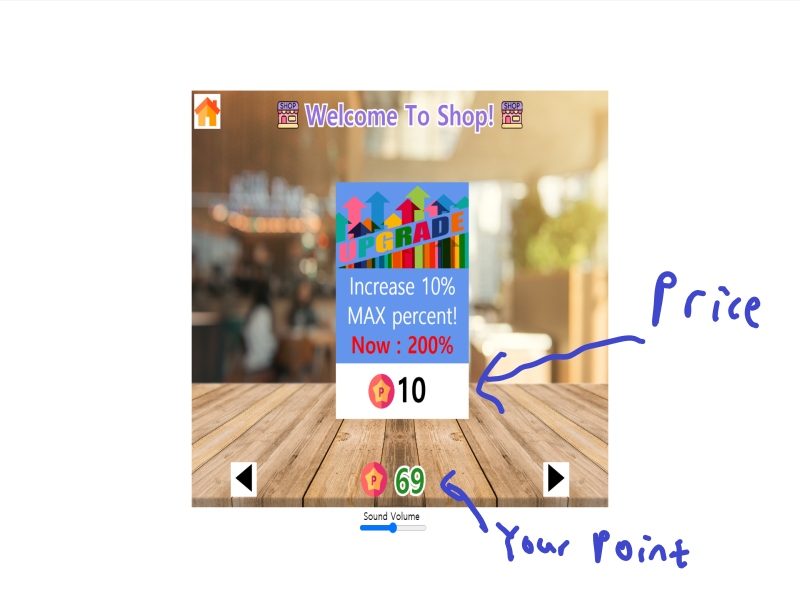 SHOP Welcome To Shop! SHOP
UPGRADE
Increase 10%
MAX percent!
Now : 200%
P 10
Price
P 69
Sound Volume
Your Point